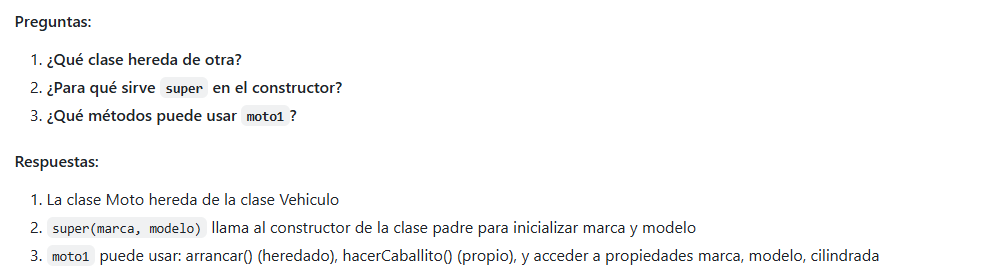 Preguntas:
1. ¿Qué clase hereda de otra?
2. ¿Para qué sirve super en el constructor?
3. ¿Qué métodos puede usar moto1?
Respuestas:
1. La clase Moto hereda de la clase Vehiculo
2. super(marca, modelo) llama al constructor de la clase padre para inicializar marca y modelo
3. moto1 puede usar: arrancar() (heredado), hacerCaballito() (propio), y acceder a propiedades marca, modelo, cilindrada